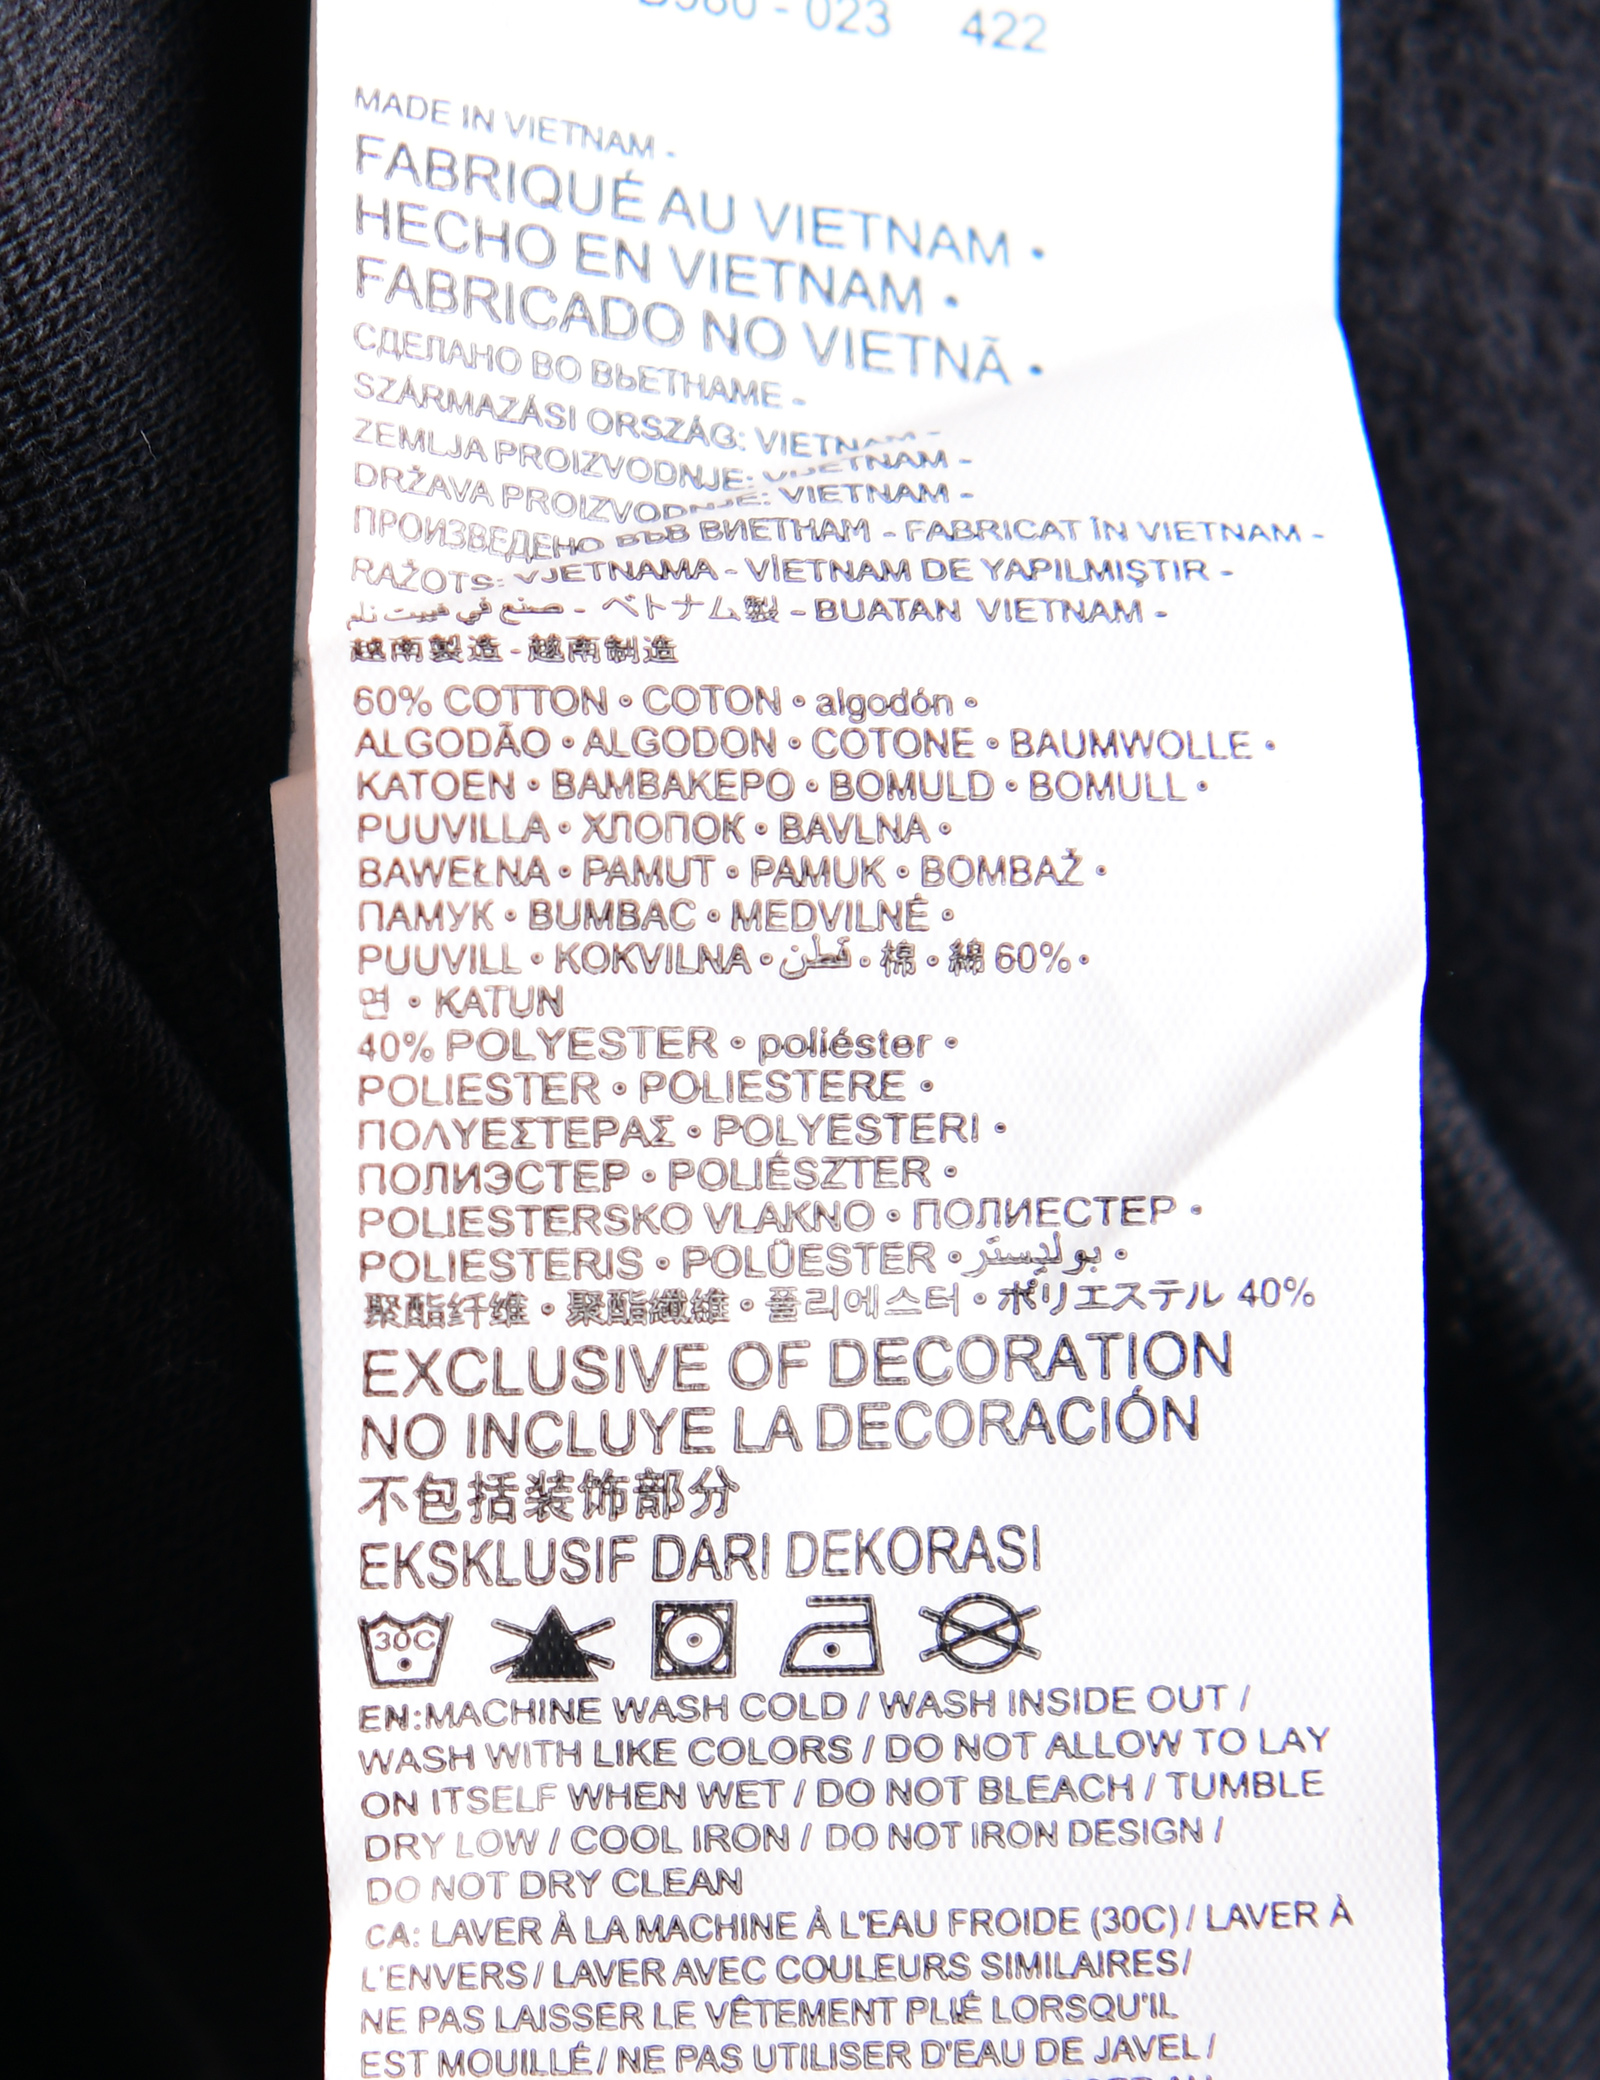 - 023 422
MADE IN VIETNAM -
FABRIQUÉ AU VIETNAM •
HECHO EN VIETNAM •
FABRICADO NO VIETNÃ •
СДЕЛАНО ВО ВЬЕТНАМЕ -
SZÁRMAZÁSI ORSZÁG: VIETNAM -
ZEMLJA PROIZVODNJE: VIJETNAM -
DRŽAVA PROIZVODNJE: VIETNAM -
ПРОИЗВЕДЕНО ВЪВ ВИЕТНАМ - FABRICAT ÎN VIETNAM -
RAŽOTS: VJETNAMA - VİETNAM DE YAPILMIŞTIR -
صنع في فييت نام - ベトナム製 - BUATAN VIETNAM -
越南製造 - 越南制造
60% COTTON • COTON • algodón •
ALGODÃO • ALGODON • COTONE • BAUMWOLLE •
KATOEN • ΒΑΜΒΑΚΕΡΟ • BOMULD • BOMULL •
PUUVILLA • ХЛОПОК • BAVLNA •
BAWEŁNA • PAMUT • PAMUK • BOMBAŽ •
ПАМУК • BUMBAC • MEDVILNĖ •
PUUVILL • KOKVILNA • قطن • 棉 • 綿 60% •
면 • KATUN
40% POLYESTER • poliéster •
POLIESTER • POLIESTERE •
ΠΟΛΥΕΣΤΕΡΑΣ • POLYESTERI •
ПОЛИЭСТЕР • POLIÉSZTER •
POLIESTERSKO VLAKNO • ПОЛИЕСТЕР •
POLIESTERIS • POLÜESTER • بوليستر •
聚酯纤维 • 聚酯纖維 • 폴리에스터 • ポリエステル 40%
EXCLUSIVE OF DECORATION
NO INCLUYE LA DECORACIÓN
不包括装饰部分
EKSKLUSIF DARI DEKORASI
30C
EN:MACHINE WASH COLD / WASH INSIDE OUT /
WASH WITH LIKE COLORS / DO NOT ALLOW TO LAY
ON ITSELF WHEN WET / DO NOT BLEACH / TUMBLE
DRY LOW / COOL IRON / DO NOT IRON DESIGN /
DO NOT DRY CLEAN
CA: LAVER À LA MACHINE À L'EAU FROIDE (30C) / LAVER À
L'ENVERS / LAVER AVEC COULEURS SIMILAIRES/
NE PAS LAISSER LE VÊTEMENT PLIÉ LORSQU'IL
EST MOUILLÉ / NE PAS UTILISER D'EAU DE JAVEL /